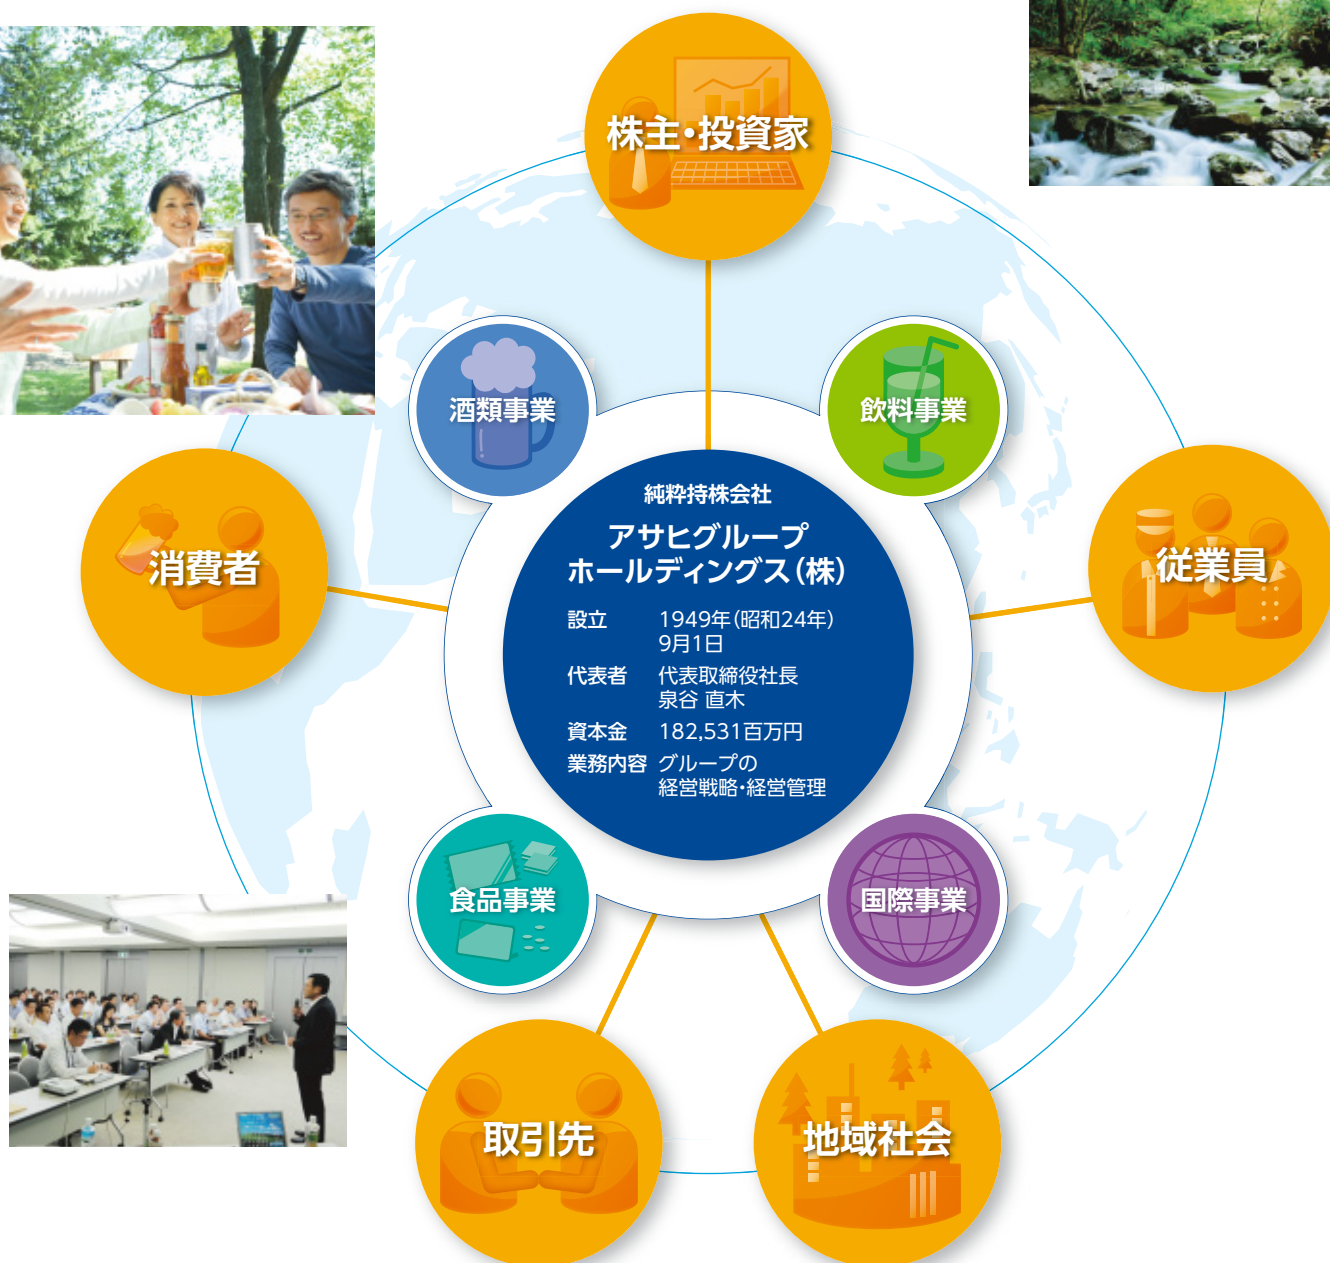 株主・投資家
酒類事業
飲料事業
消費者
従業員
純粋持株会社
アサヒグループ
ホールディングス（株）
設立 1949年（昭和24年）
9月1日
代表者 代表取締役社長
泉谷 直木
資本金 182,531百万円
業務内容 グループの
経営戦略・経営管理
食品事業
国際事業
取引先
地域社会